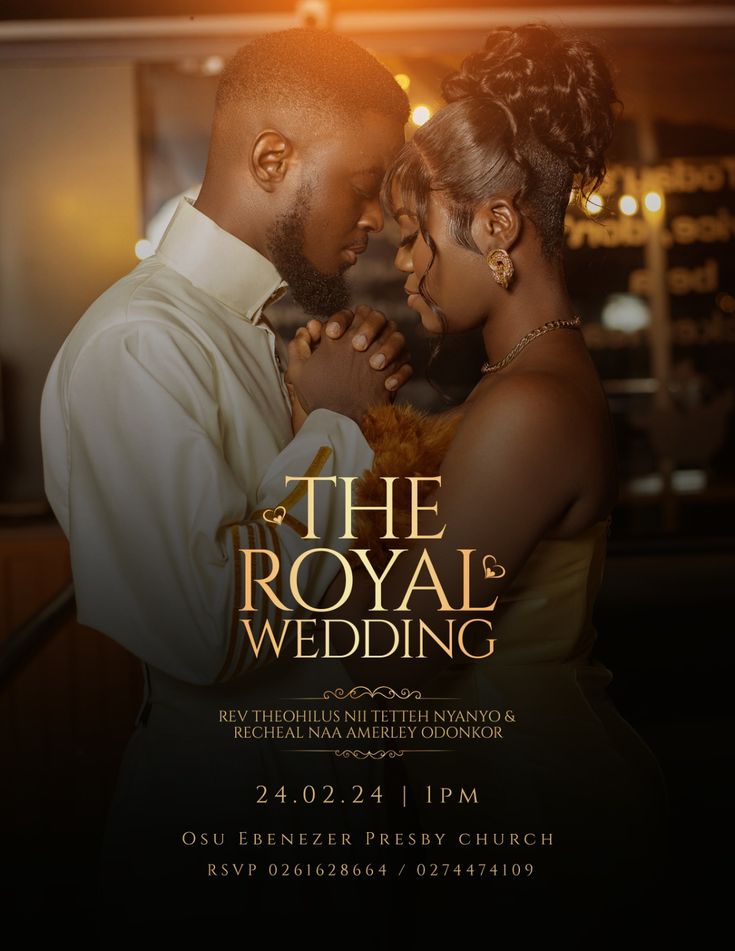 THE
ROYAL
WEDDING
REV THEOHILUS NII TETTEH NYANYO &
RECHEAL NAA AMERLEY ODONKOR
24.02.24 | 1PM
OSU EBENEZER PRESBY CHURCH
RSVP 0261628664 / 0274474109